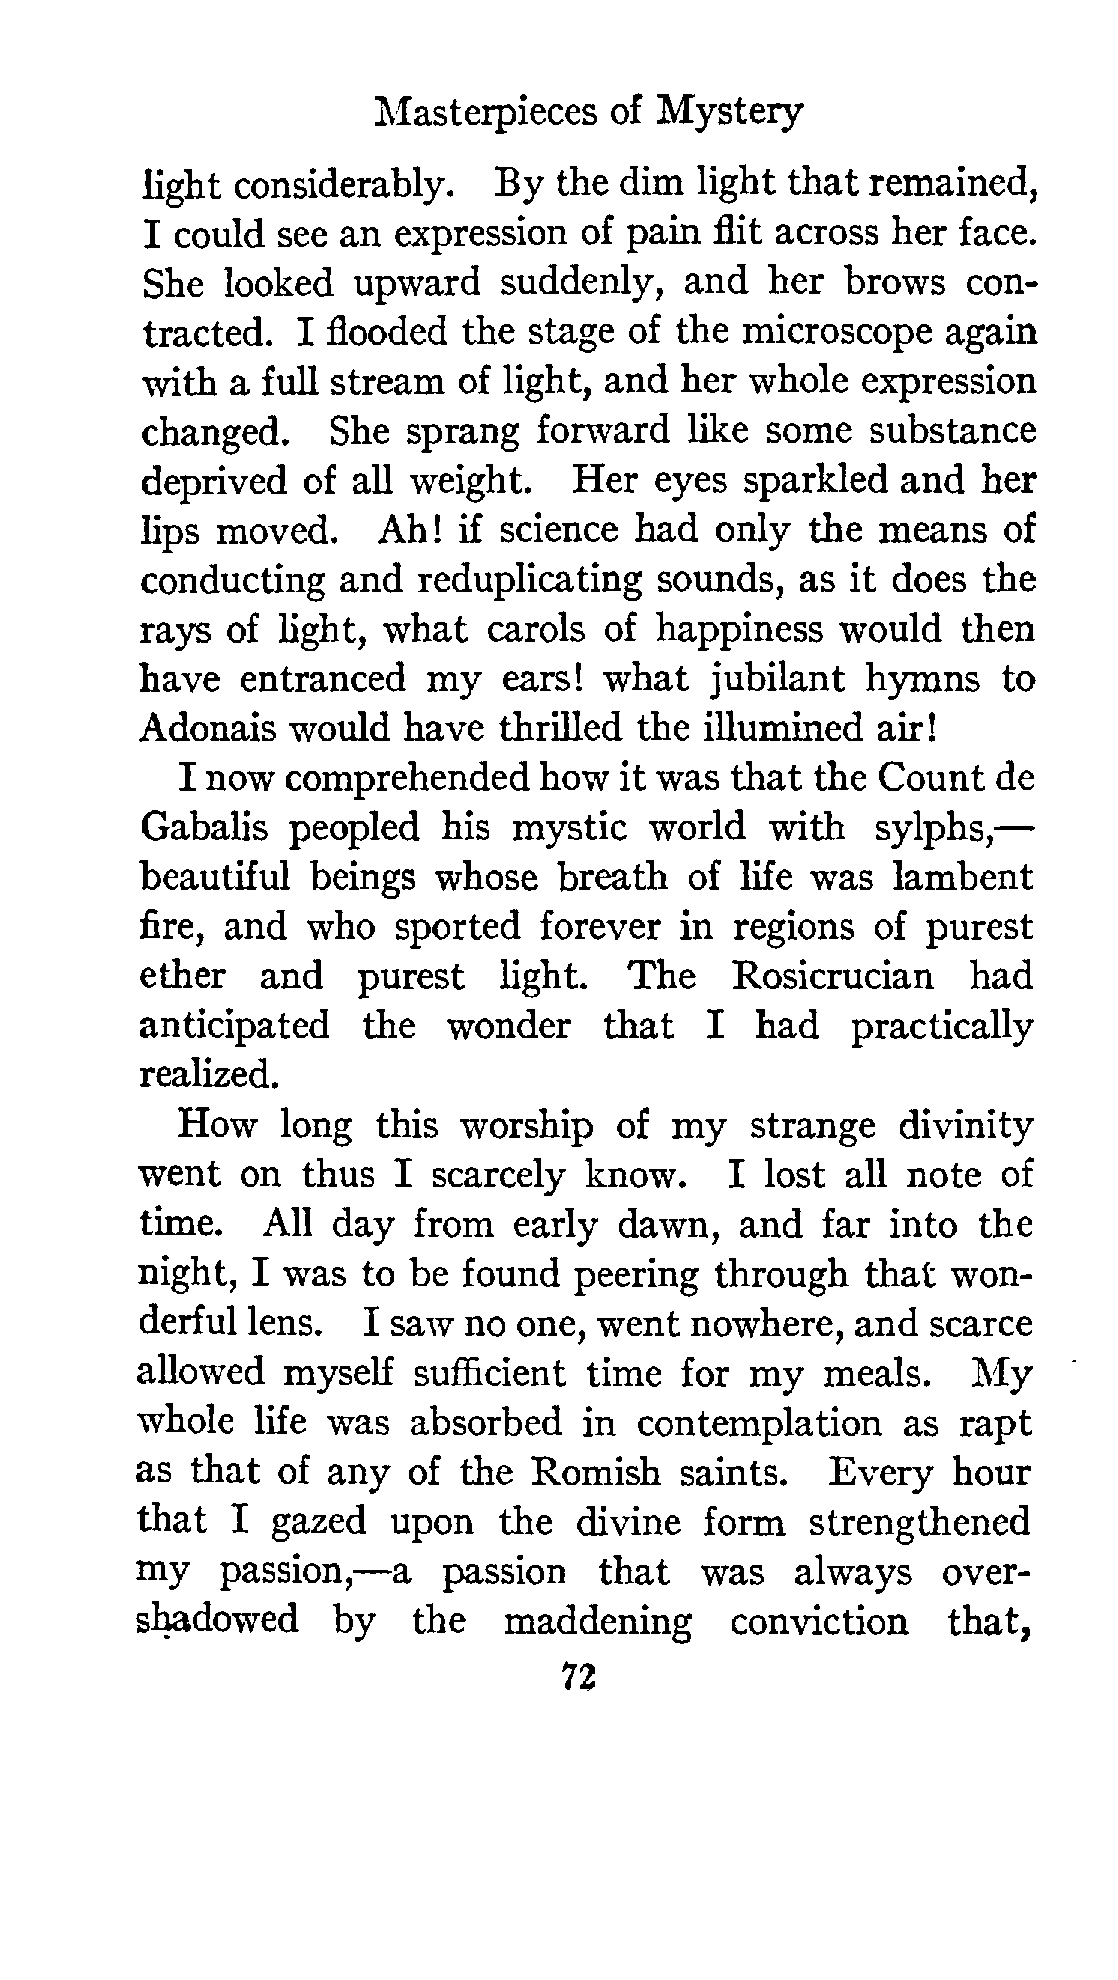 Masterpieces of Mystery
light considerably. By the dim light that remained,
I could see an expression of pain flit across her face.
She looked upward suddenly, and her brows con-
tracted. I flooded the stage of the microscope again
with a full stream of light, and her whole expression
changed. She sprang forward like some substance
deprived of all weight. Her eyes sparkled and her
lips moved. Ah! if science had only the means of
conducting and reduplicating sounds, as it does the
rays of light, what carols of happiness would then
have entranced my ears! what jubilant hymns to
Adonais would have thrilled the illumined air!
I now comprehended how it was that the Count de
Gabalis peopled his mystic world with sylphs,—
beautiful beings whose breath of life was lambent
fire, and who sported forever in regions of purest
ether and purest light. The Rosicrucian had
anticipated the wonder that I had practically
realized.
How long this worship of my strange divinity
went on thus I scarcely know. I lost all note of
time. All day from early dawn, and far into the
night, I was to be found peering through that won-
derful lens. I saw no one, went nowhere, and scarce
allowed myself sufficient time for my meals. My
whole life was absorbed in contemplation as rapt
as that of any of the Romish saints. Every hour
that I gazed upon the divine form strengthened
my passion,—a passion that was always over-
shadowed by the maddening conviction that,
72